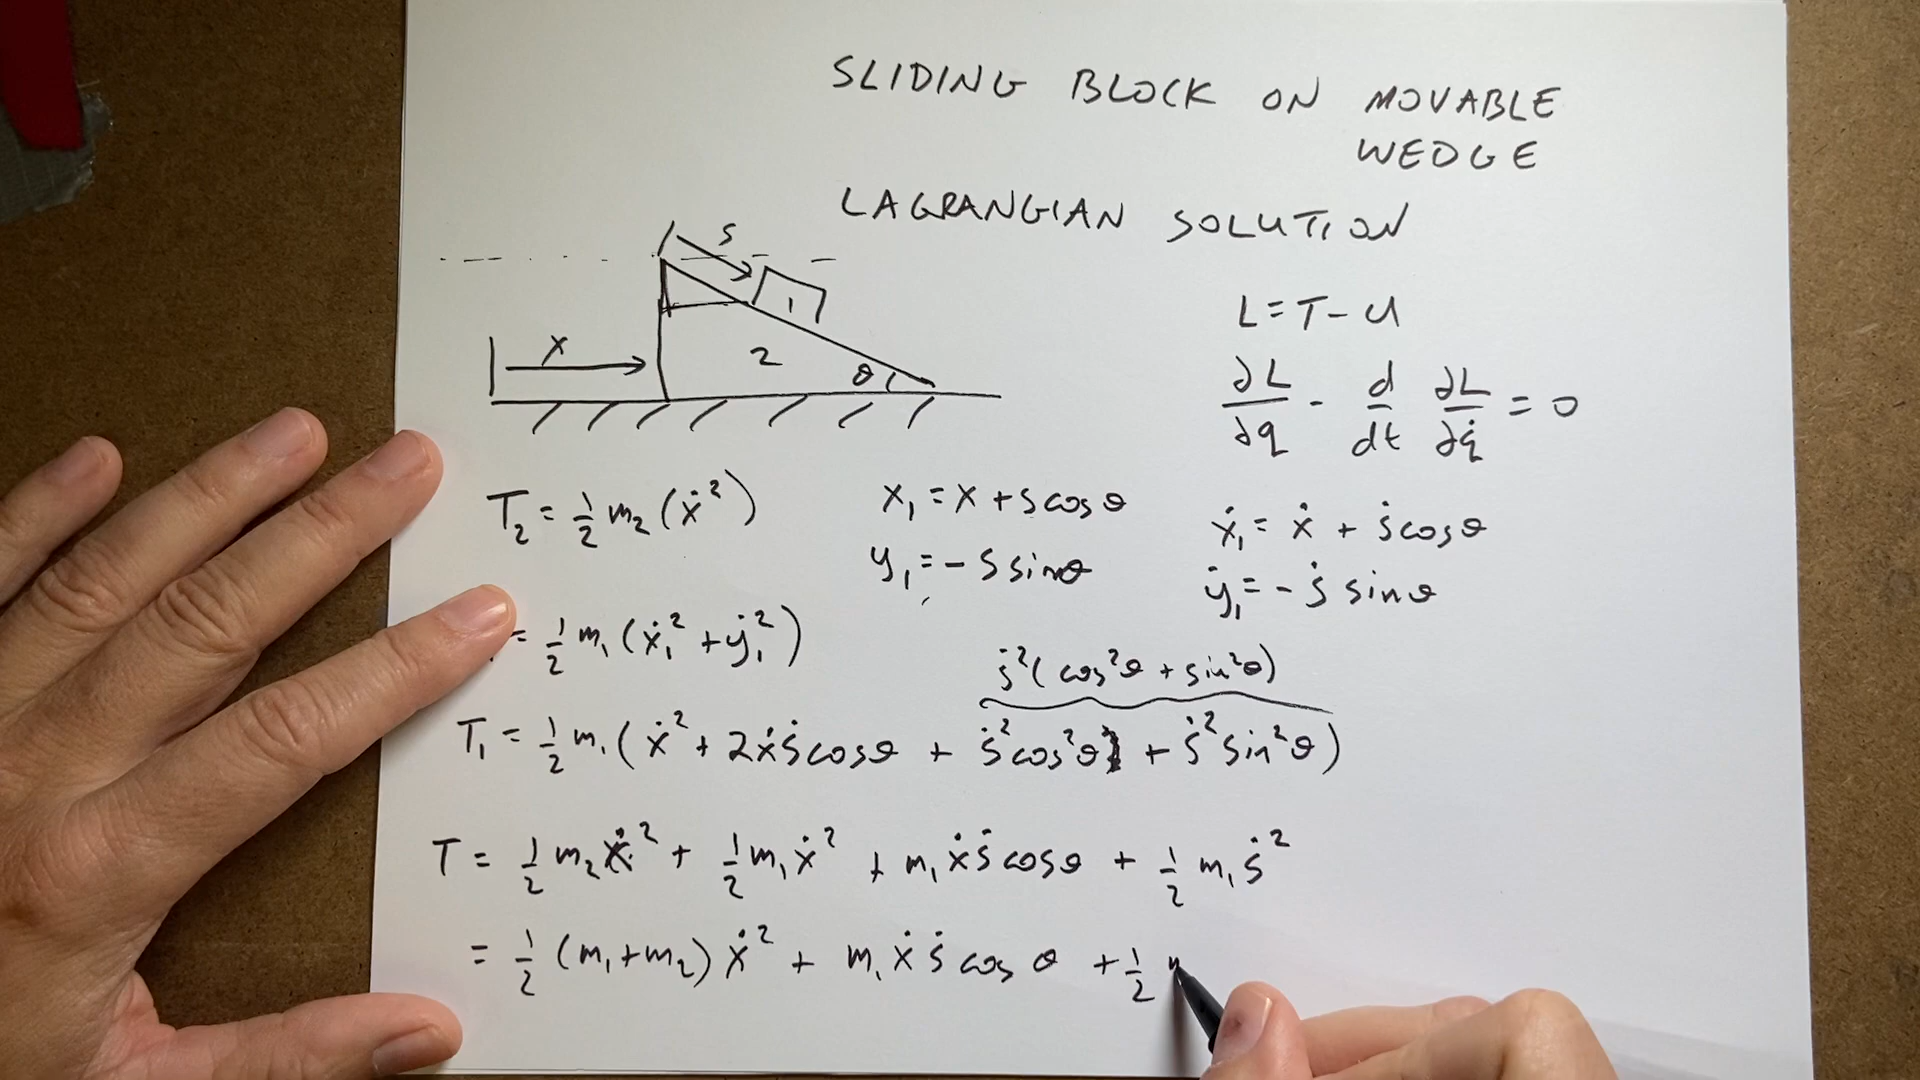 SLIDING BLOCK ON MOVABLE
WEDGE
LAGRANGIAN SOLUTION
s
1
x
2
θ
L = T - U
∂L/∂q - d/dt ∂L/∂q̇ = 0
T₂ = ½ m₂ (ẋ²)
x₁ = x + s cos θ
y₁ = - s sin θ
ẋ₁ = ẋ + ṡ cos θ
ẏ₁ = - ṡ sin θ
= ½ m₁ (ẋ₁² + ẏ₁²)
ṡ² (cos²θ + sin²θ)
T₁ = ½ m₁ (ẋ² + 2ẋṡ cos θ + ṡ² cos²θ + ṡ² sin²θ)
T = ½ m₂ ẋ² + ½ m₁ ẋ² + m₁ ẋ ṡ cos θ + ½ m₁ ṡ²
= ½ (m₁ + m₂) ẋ² + m₁ ẋ ṡ cos θ + ½